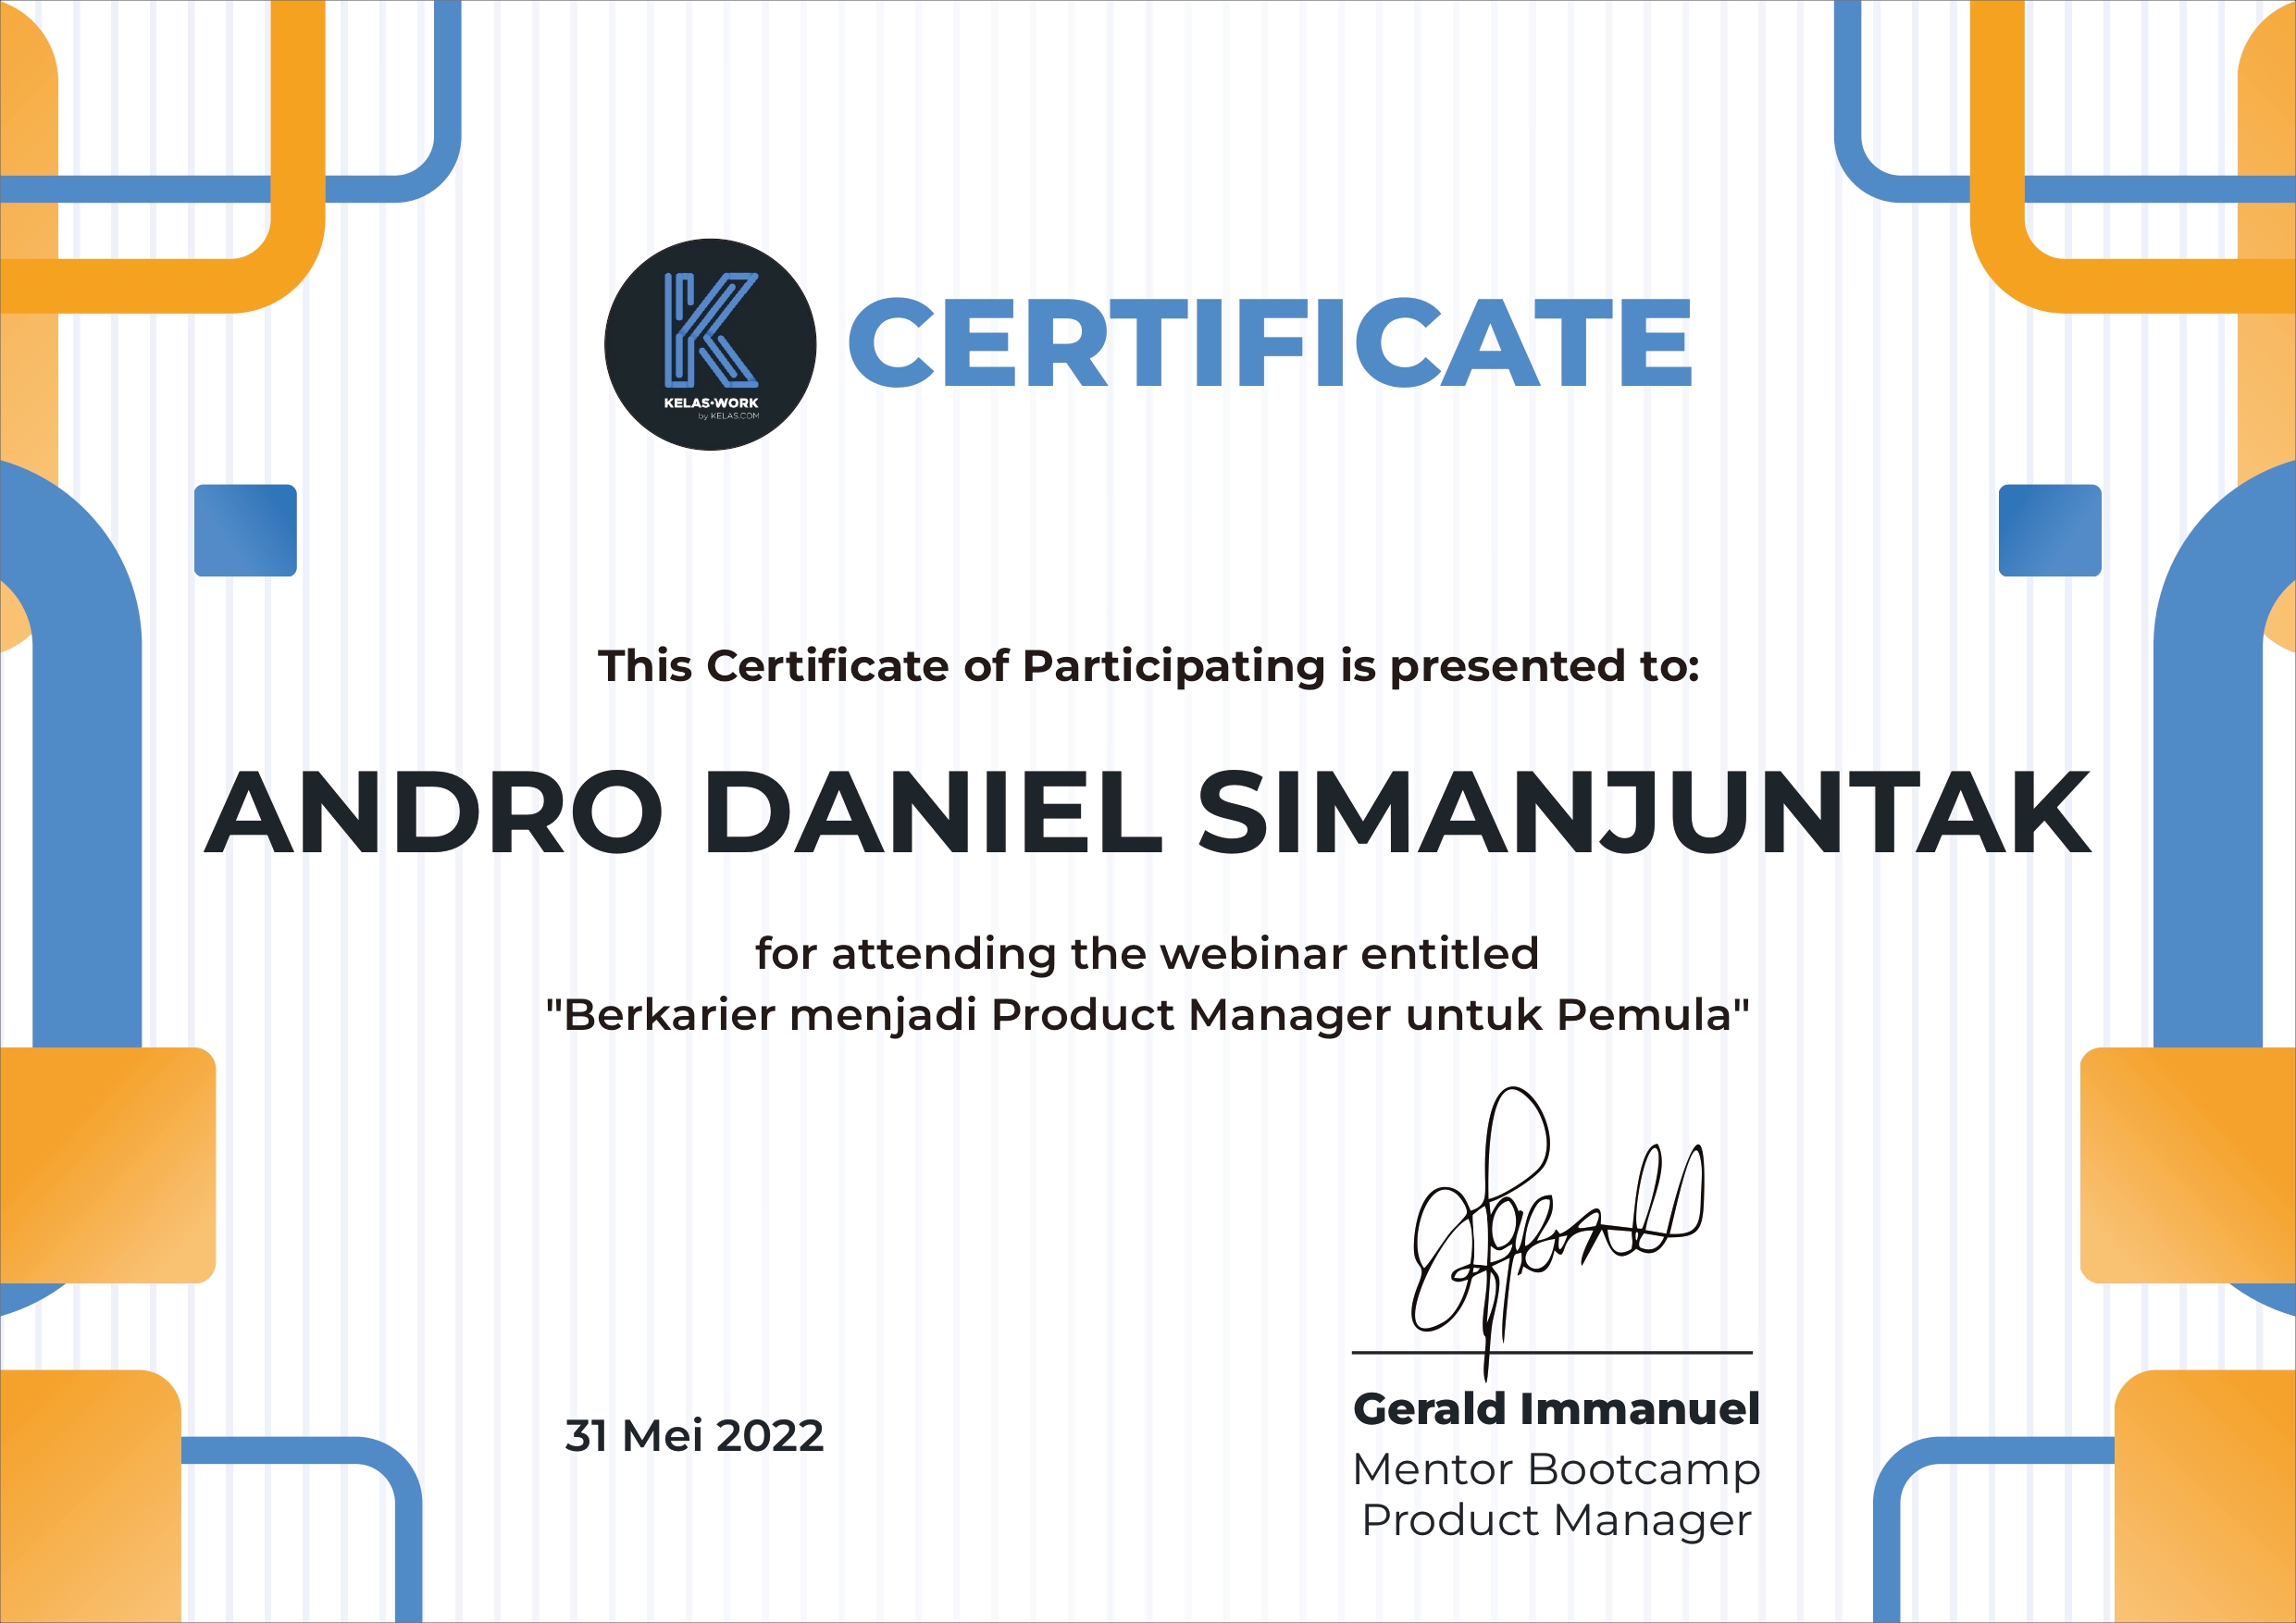 KELAS•WORK
by KELAS.COM
CERTIFICATE
This Certificate of Participating is presented to:
ANDRO DANIEL SIMANJUNTAK
for attending the webinar entitled
"Berkarier menjadi Product Manager untuk Pemula"
31 Mei 2022
Gerald Immanuel
Mentor Bootcamp
Product Manager